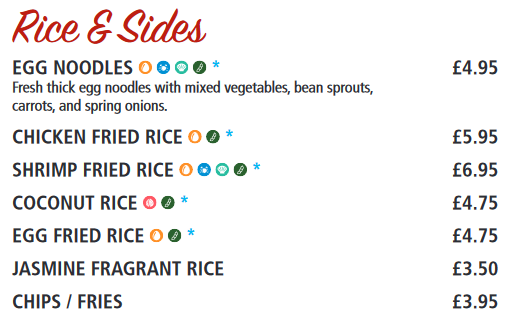 Rice & Sides
EGG NOODLES * £4.95
Fresh thick egg noodles with mixed vegetables, bean sprouts,
carrots, and spring onions.
CHICKEN FRIED RICE * £5.95
SHRIMP FRIED RICE * £6.95
COCONUT RICE * £4.75
EGG FRIED RICE * £4.75
JASMINE FRAGRANT RICE £3.50
CHIPS / FRIES £3.95